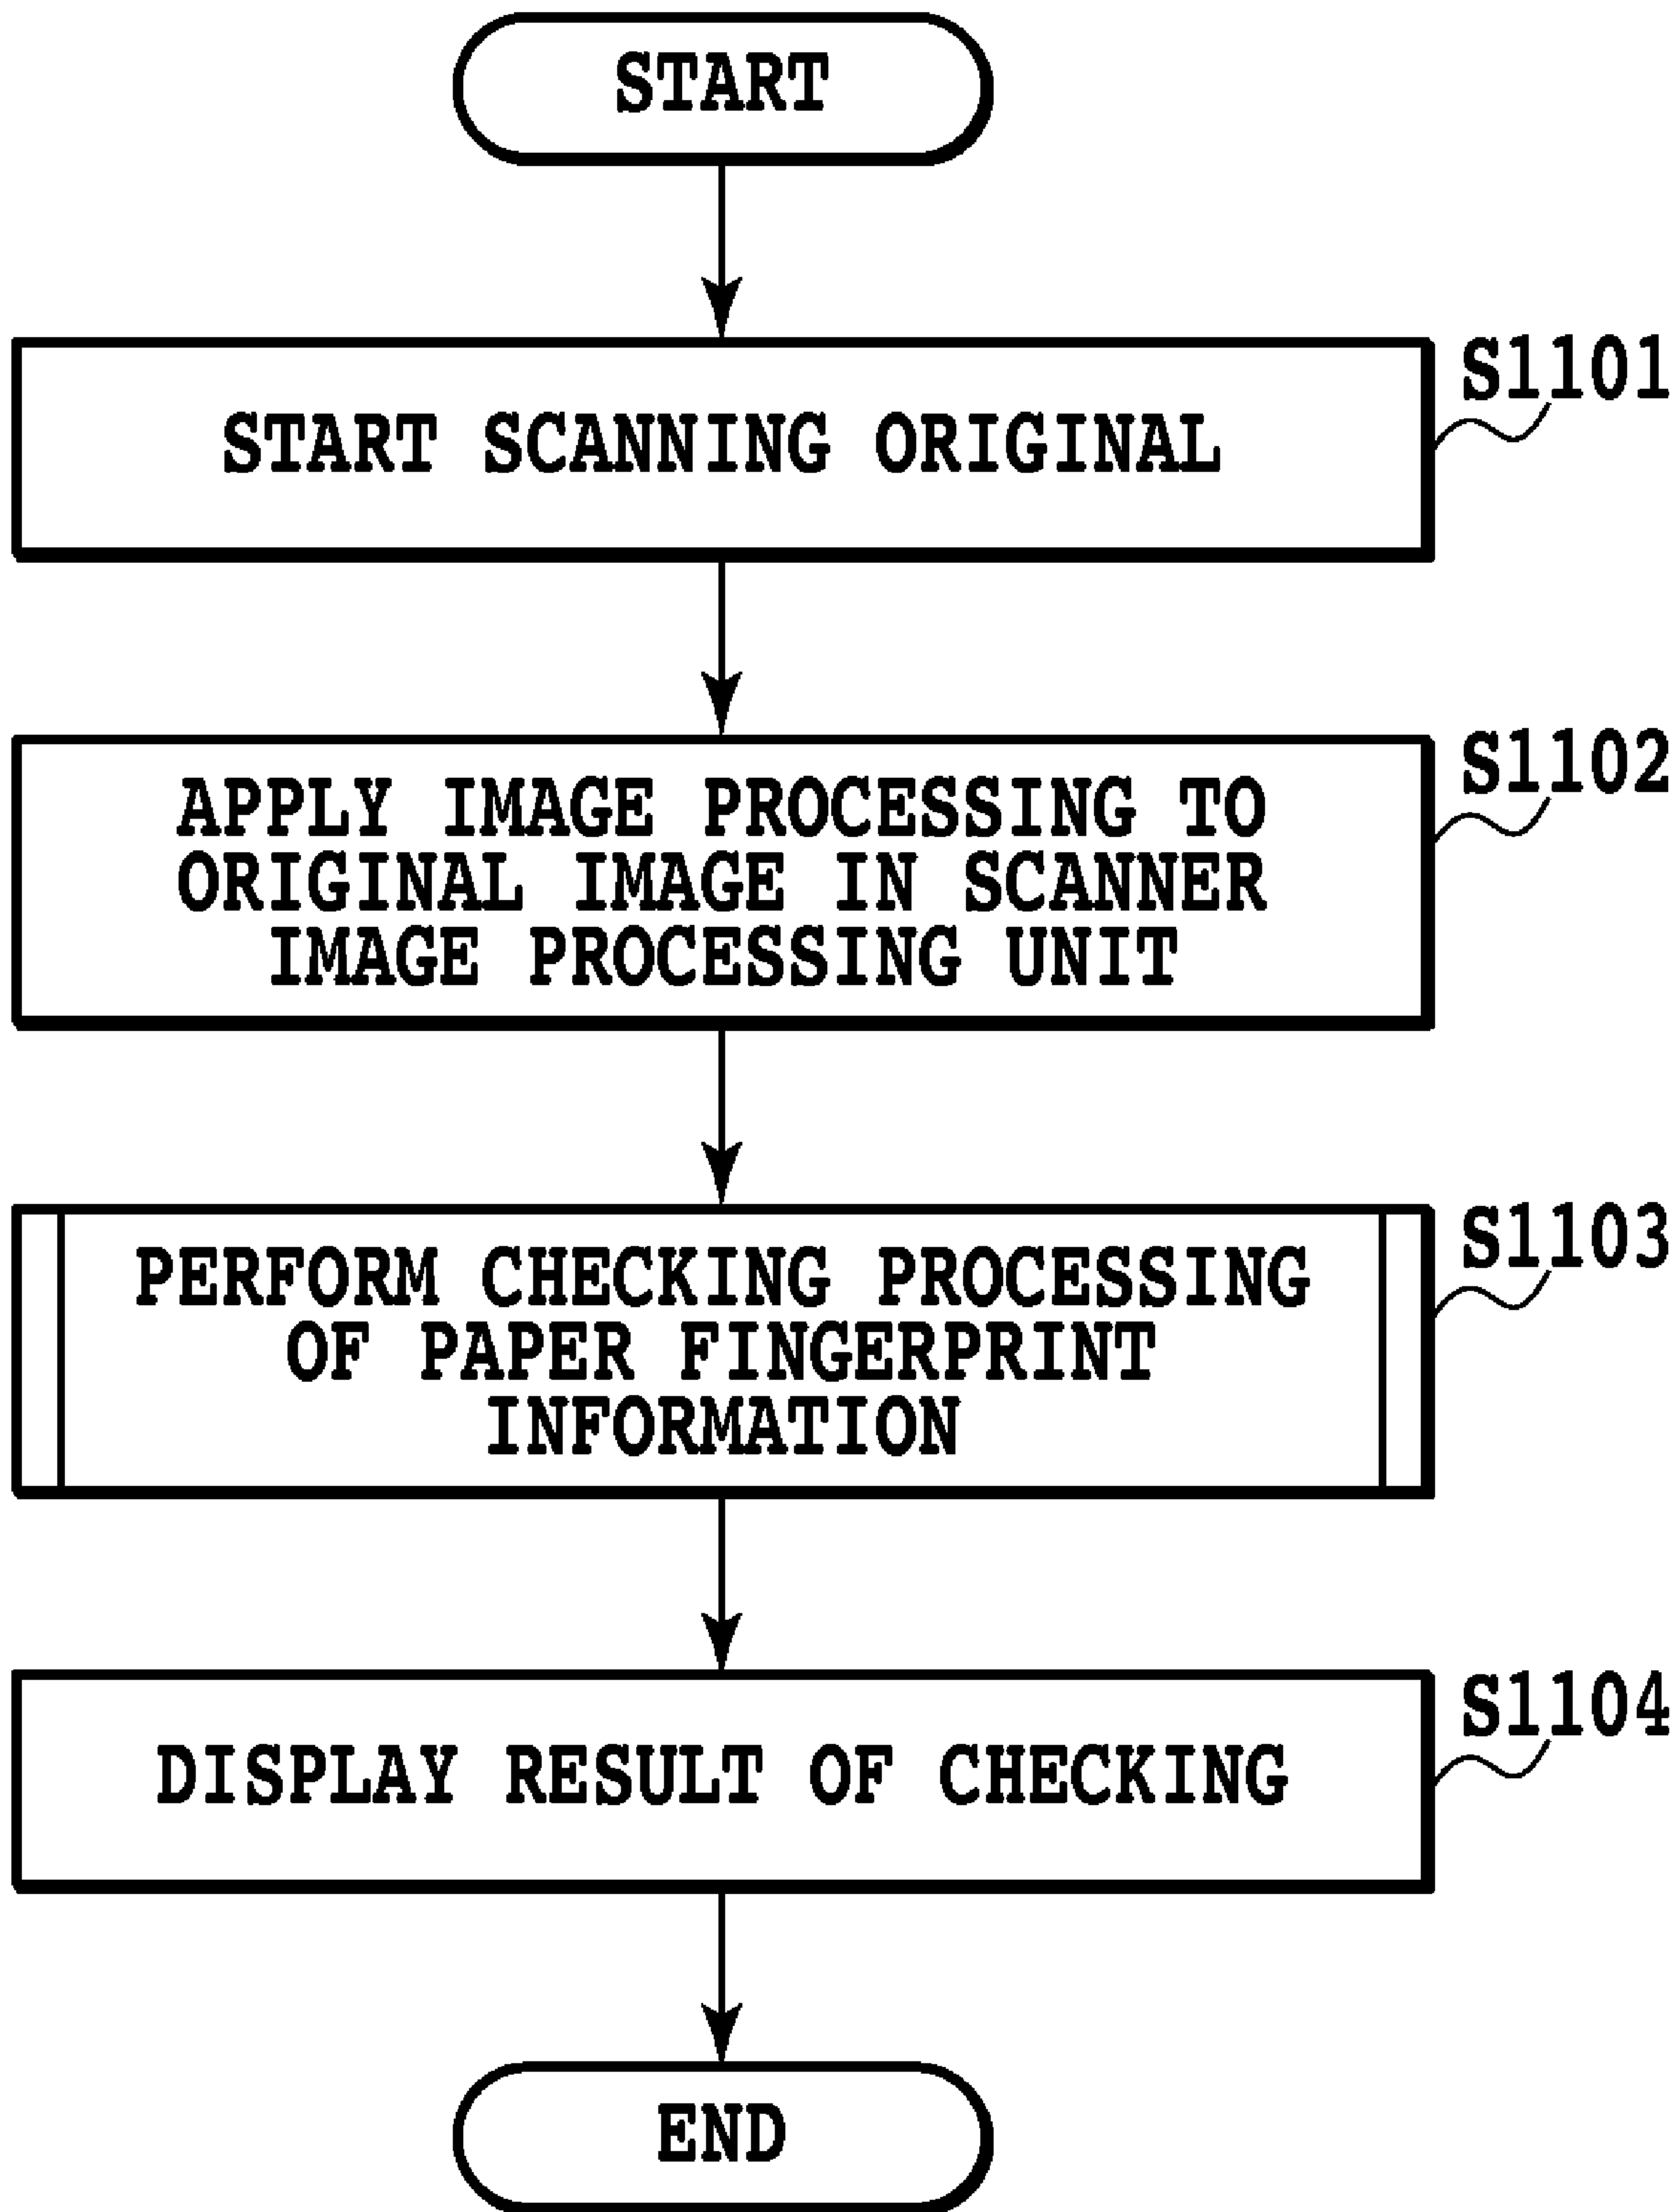 START
S1101
START SCANNING ORIGINAL
S1102
APPLY IMAGE PROCESSING TO
ORIGINAL IMAGE IN SCANNER
IMAGE PROCESSING UNIT
S1103
PERFORM CHECKING PROCESSING
OF PAPER FINGERPRINT
INFORMATION
S1104
DISPLAY RESULT OF CHECKING
END